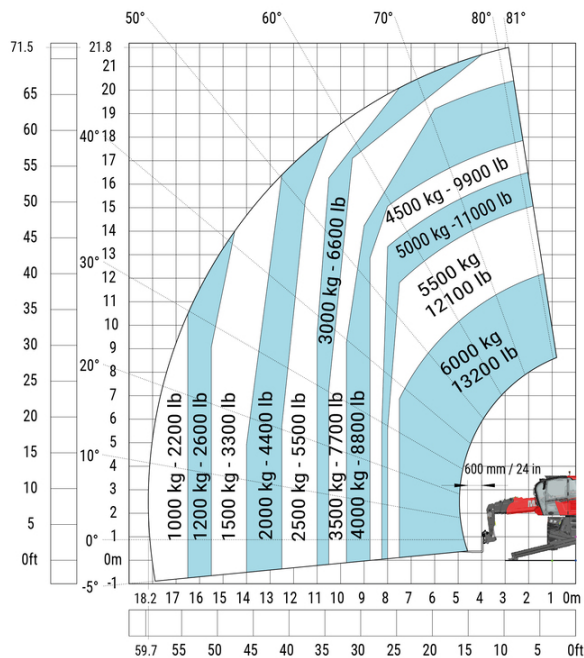 50°
60°
70°
80°
81°
71.5
21.8
21
65
20
19
60
40°
18
17
55
16
50
15
14
45
13
30°
40
12
11
35
10
30
9
20°
8
25
7
20
6
5
15
10°
4
10
3
2
5
1
0°
0ft
0m
-5°
-1
1000 kg - 2200 lb
1200 kg - 2600 lb
1500 kg - 3300 lb
2000 kg - 4400 lb
2500 kg - 5500 lb
3000 kg - 6600 lb
3500 kg - 7700 lb
4000 kg - 8800 lb
4500 kg - 9900 lb
5000 kg -11000 lb
5500 kg
12100 lb
6000 kg
13200 lb
600 mm / 24 in
18.2 17 16 15 14 13 12 11 10 9 8 7 6 5 4 3 2 1 0m
59.7 55 50 45 40 35 30 25 20 15 10 5 0ft